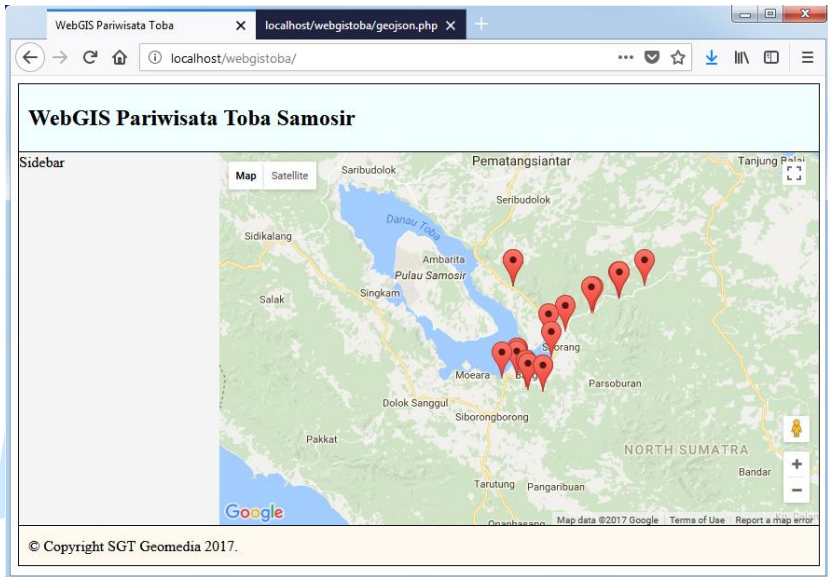 WebGIS Pariwisata Toba
localhost/webgistoba/geojson.php
localhost/webgistoba/
WebGIS Pariwisata Toba Samosir
Sidebar
Map Satellite
Saribudolok
Pematangsiantar
Tanjung Balai
Seribudolok
Danau Toba
Sidikalang
Ambarita
Pulau Samosir
Singkam
Salak
Moeara
Parsoburan
Dolok Sanggul
Siborongborong
Pakkat
NORTH SUMATRA
Bandar
Tarutung
Pangaribuan
Google
Map data ©2017 Google Terms of Use Report a map error
© Copyright SGT Geomedia 2017.